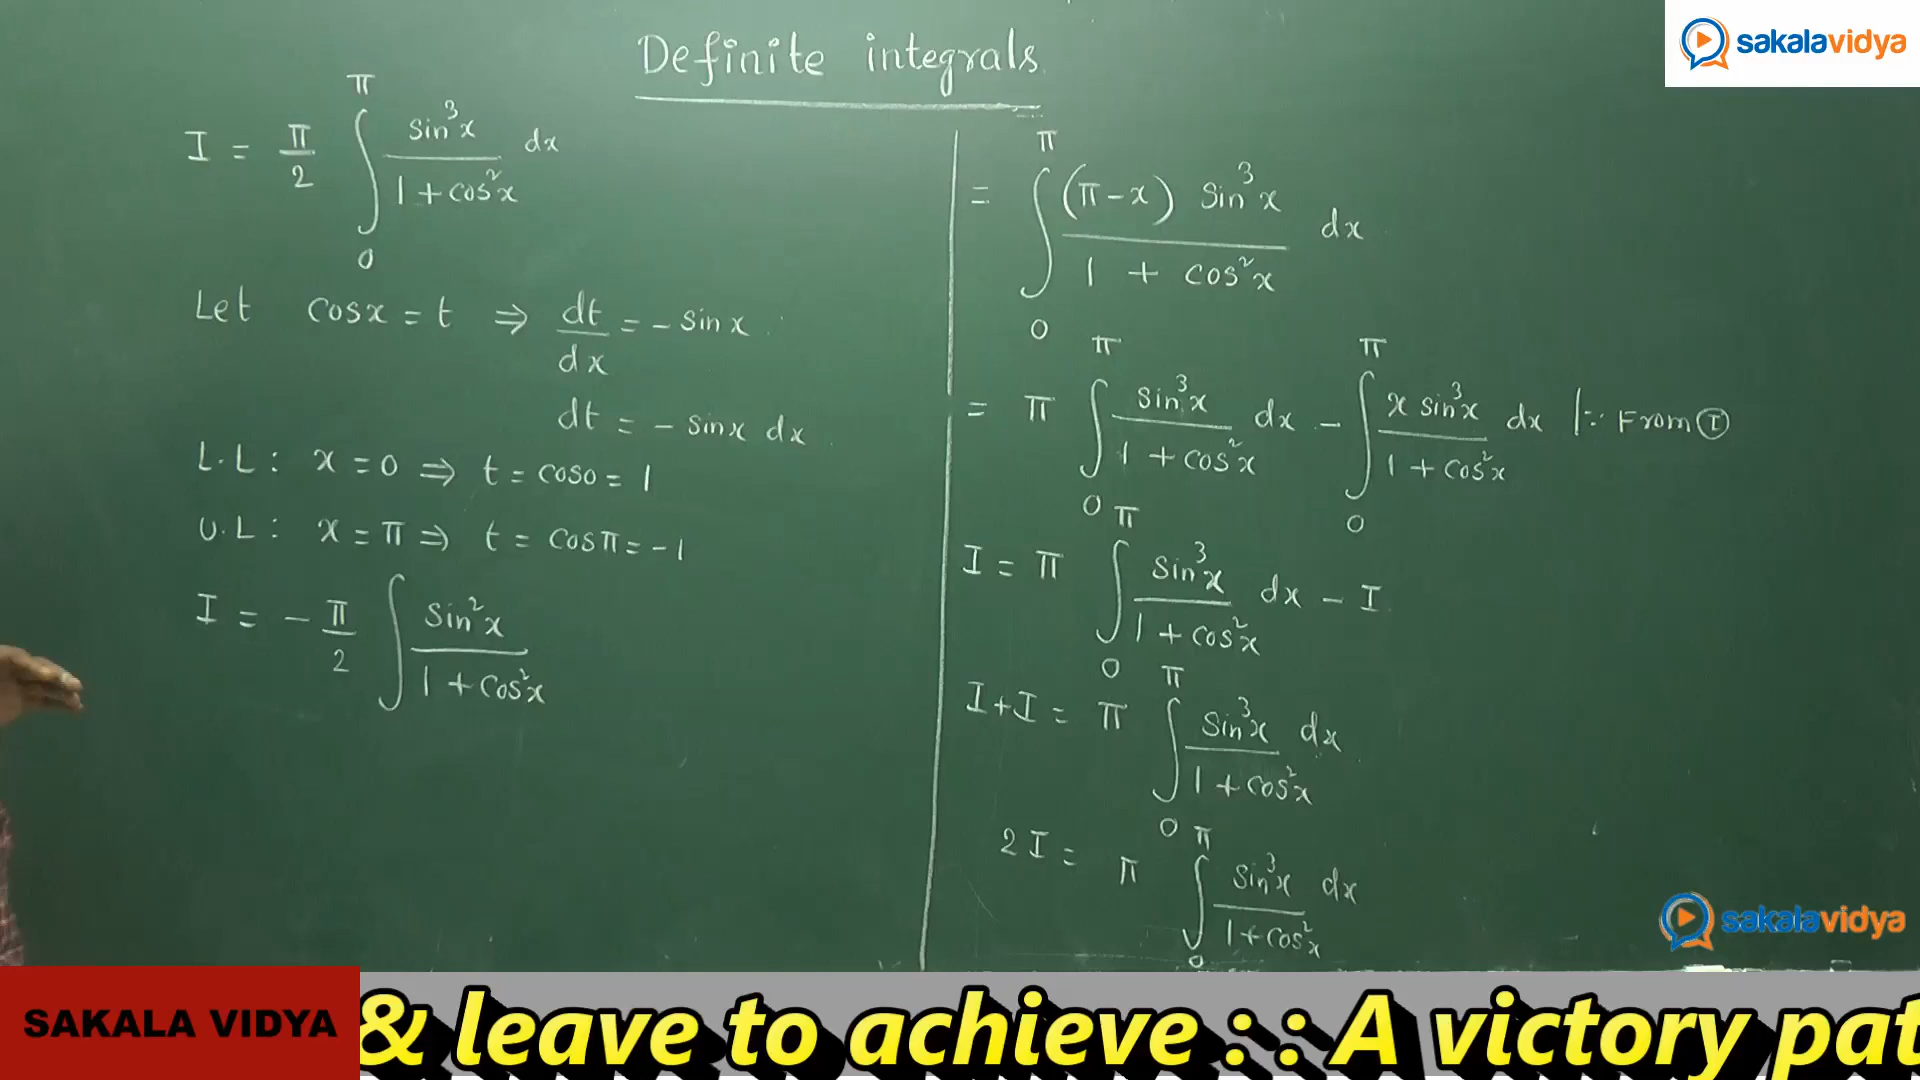 Definite integrals
sakalavidya
I = π/2 ∫₀^π sin³x / (1 + cos²x) dx
Let cosx = t ⇒ dt/dx = - sin x
dt = - sinx dx
L.L : x = 0 ⇒ t = cos0 = 1
U.L : x = π ⇒ t = cosπ = -1
I = - π/2 ∫ sin²x / (1 + cos²x)
= ∫₀^π (π - x) sin³x / (1 + cos²x) dx
= π ∫₀^π sin³x / (1 + cos²x) dx - ∫₀^π x sin³x / (1 + cos²x) dx | ∵ From Ⓘ
I = π ∫₀^π sin³x / (1 + cos²x) dx - I
I + I = π ∫₀^π sin³x / (1 + cos²x) dx
2I = π ∫₀^π sin³x / (1 + cos²x) dx
sakalavidya
SAKALA VIDYA
& leave to achieve : : A victory pat